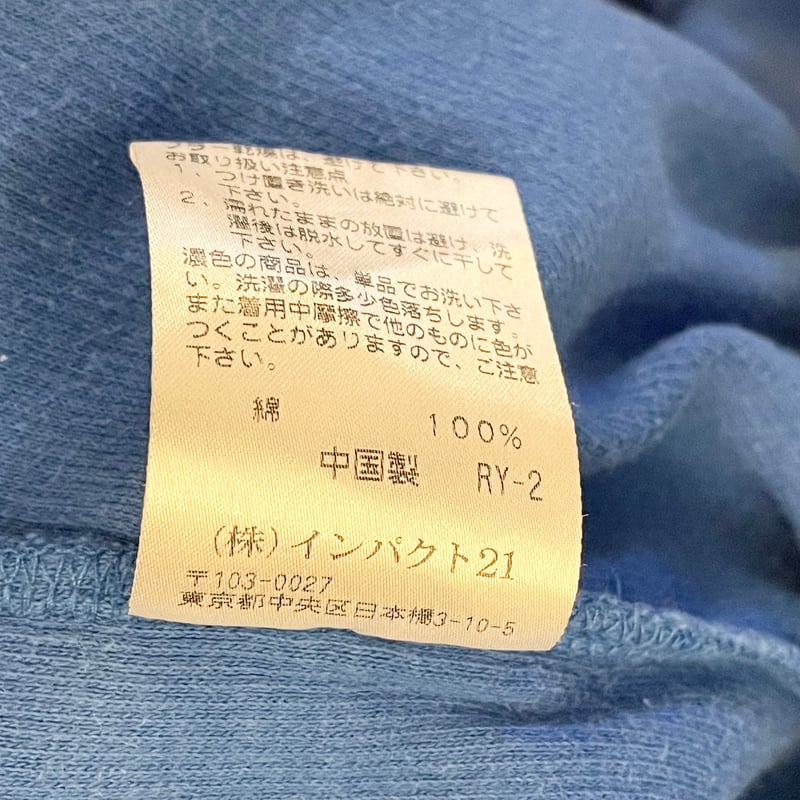 は、避けて下さい。
お取り扱い注意点
1、つけ置き洗いは絶対に避けて
下さい。
2、濡れたままの放置は避け、洗
濯後は脱水してすぐに干して
下さい。
濃色の商品は、単品でお洗い下さ
い。洗濯の際多少色落ちします。
また着用中摩擦で他のものに色が
つくことがありますので、ご注意
下さい。
綿 100%
中国製 RY-2
(株)インパクト21
〒103-0027
東京都中央区日本橋3-10-5